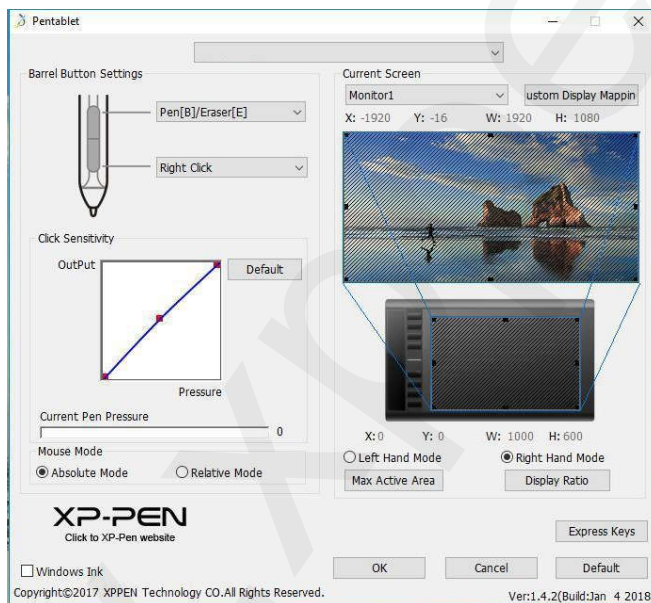 Pentablet
Barrel Button Settings
Pen[B]/Eraser[E]
Right Click
Click Sensitivity
OutPut
Default
Pressure
Current Pen Pressure
0
Mouse Mode
Absolute Mode
Relative Mode
XP-PEN
Click to XP-Pen website
Windows Ink
Copyright©2017 XPPEN Technology CO.All Rights Reserved.
Current Screen
Monitor1
ustom Display Mappin
X: -1920 Y: -16 W: 1920 H: 1080
X: 0 Y: 0 W: 1000 H: 600
Left Hand Mode
Right Hand Mode
Max Active Area
Display Ratio
Express Keys
OK
Cancel
Default
Ver:1.4.2(Build:Jan 4 2018